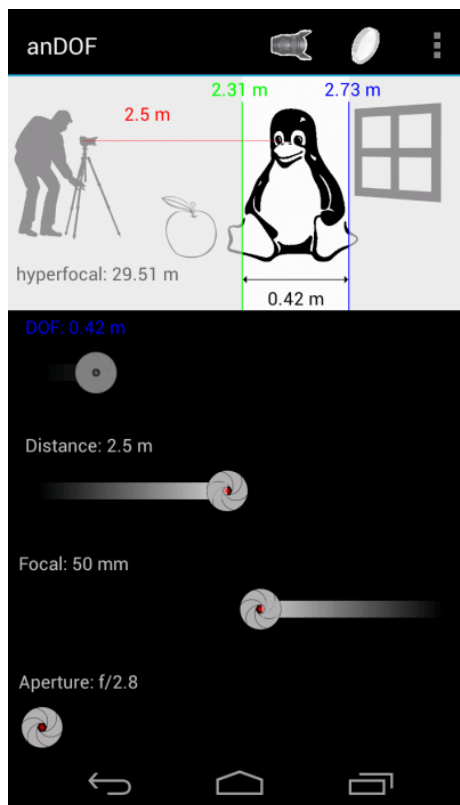 anDOF
2.31 m 2.73 m
2.5 m
hyperfocal: 29.51 m
0.42 m
DOF: 0.42 m
Distance: 2.5 m
Focal: 50 mm
Aperture: f/2.8